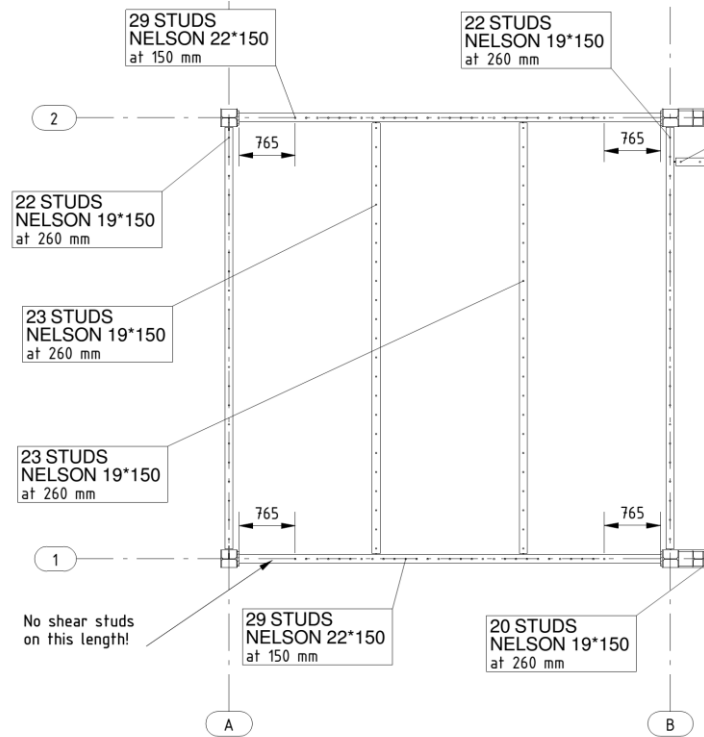 29 STUDS
NELSON 22*150
at 150 mm
22 STUDS
NELSON 19*150
at 260 mm
2
765
765
22 STUDS
NELSON 19*150
at 260 mm
23 STUDS
NELSON 19*150
at 260 mm
23 STUDS
NELSON 19*150
at 260 mm
765
765
1
No shear studs
on this length!
29 STUDS
NELSON 22*150
at 150 mm
20 STUDS
NELSON 19*150
at 260 mm
A
B